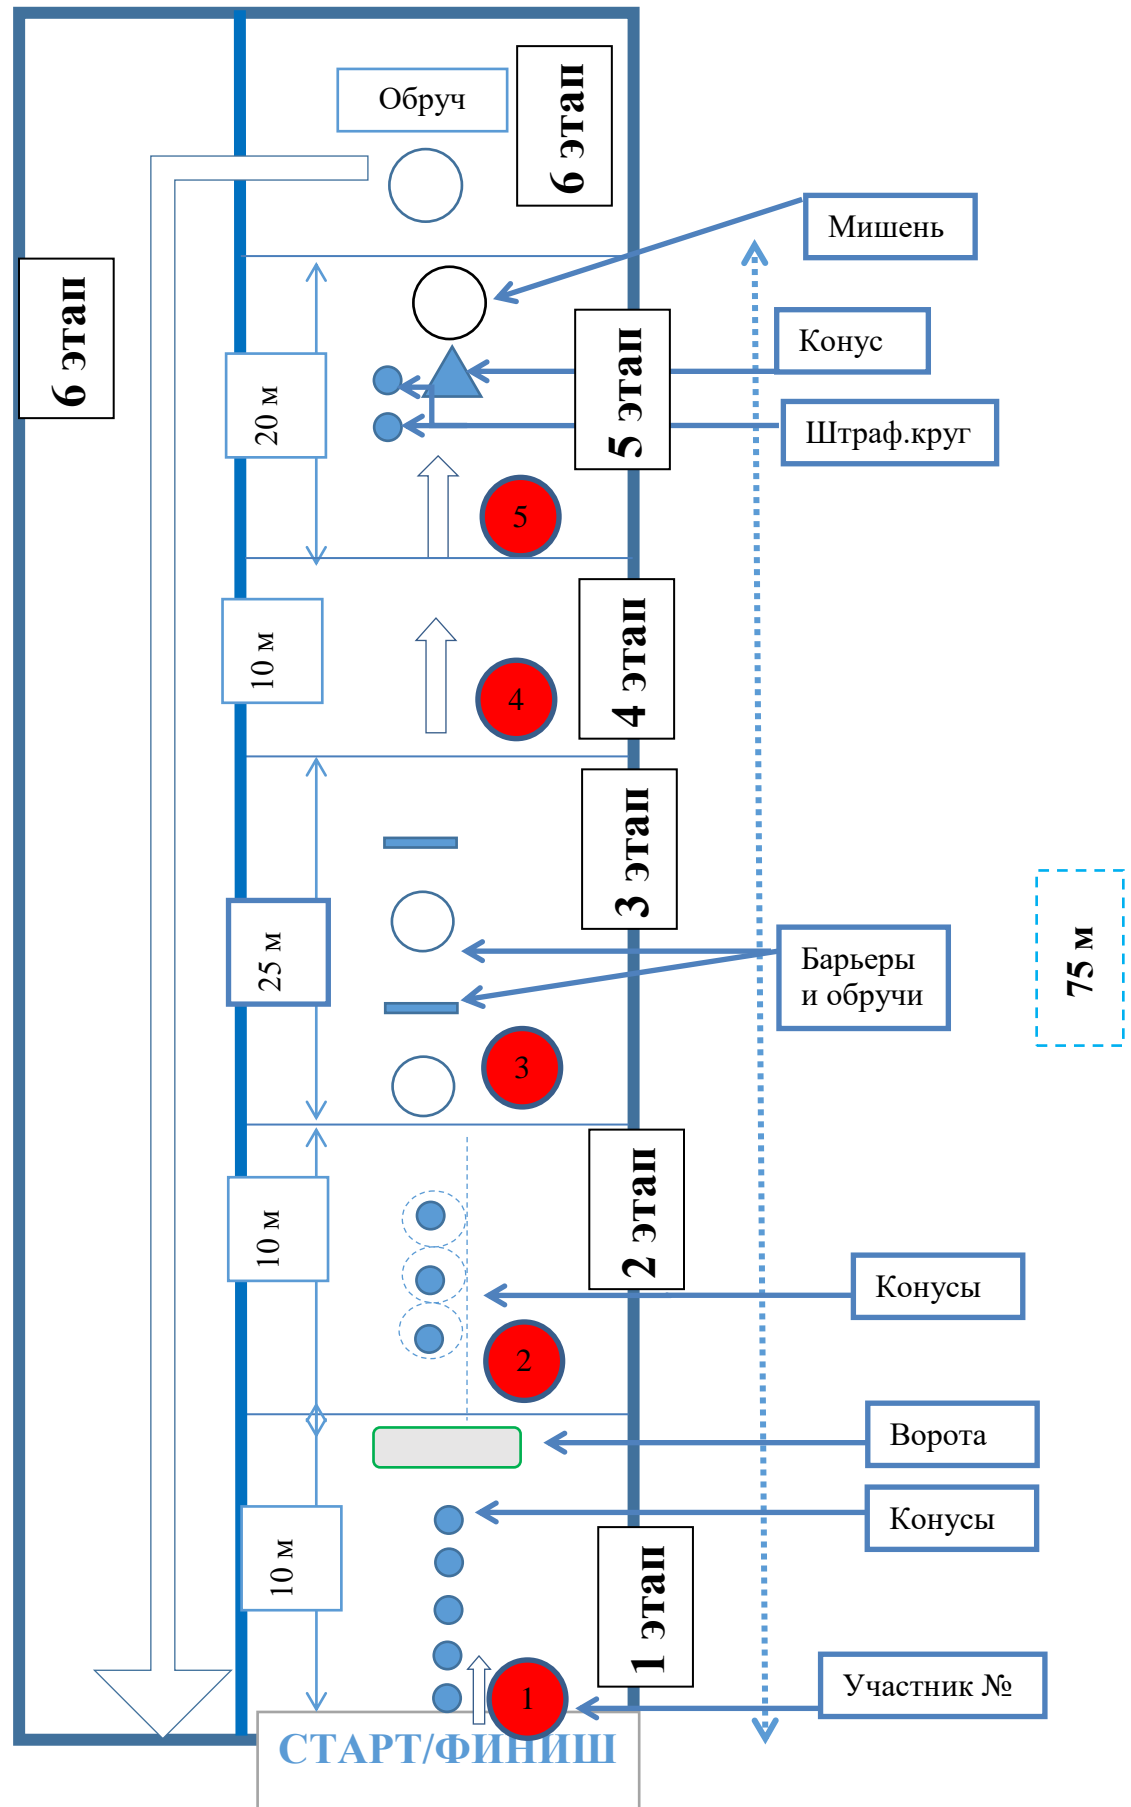 Обруч
6 этап
Мишень
6 этап
Конус
20 м
5 этап
Штраф.круг
5
10 м
4 этап
4
3 этап
25 м
Барьеры
и обручи
75 м
3
10 м
2 этап
Конусы
2
Ворота
Конусы
10 м
1 этап
1
Участник №
СТАРТ/ФИНИШ